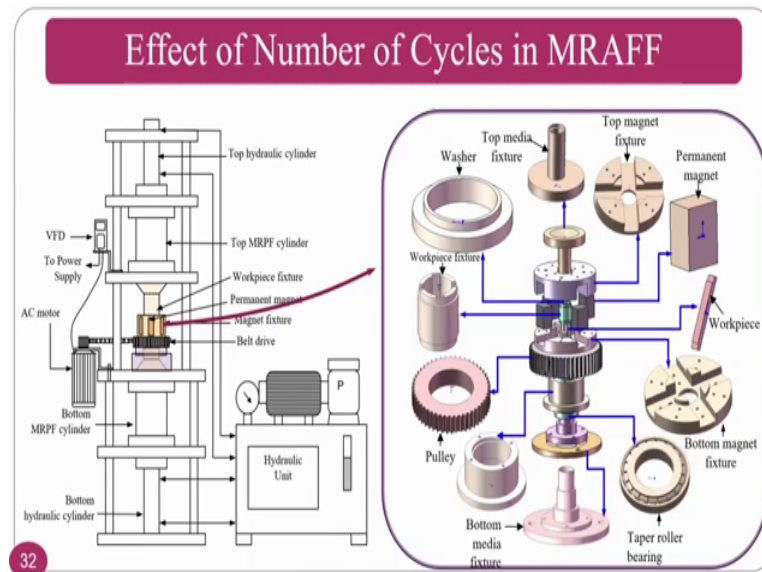 Effect of Number of Cycles in MRAFF
Top hydraulic cylinder
VFD
To Power
Supply
Top MRPF cylinder
Workpiece fixture
Permanent magnet
Magnet fixture
Belt drive
AC motor
Bottom
MRPF cylinder
Bottom
hydraulic cylinder
P
Hydraulic
Unit
Washer
Top media
fixture
Top magnet
fixture
Permanent
magnet
Workpiece fixture
Workpiece
Pulley
Bottom magnet
fixture
Bottom
media
fixture
Taper roller
bearing
32